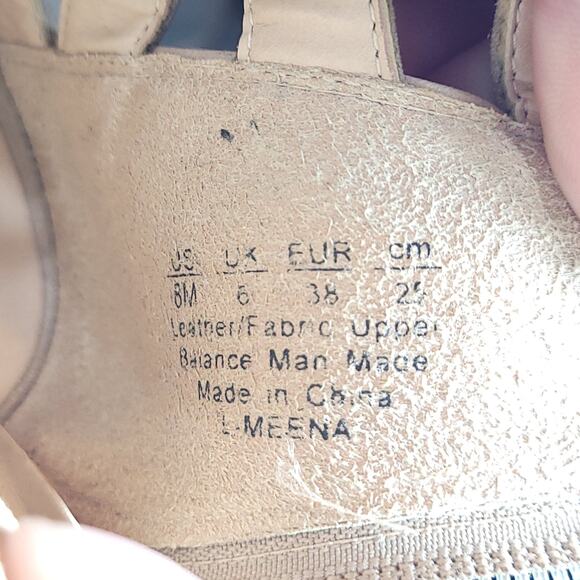 US UK EUR cm
8M 6 38 25
Leather/Fabric Upper
Balance Man Made
Made in China
L-MEENA